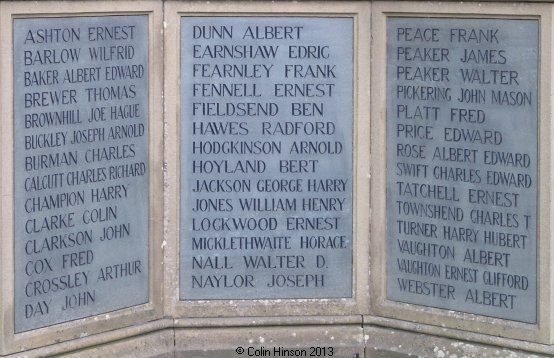 ASHTON ERNEST
BARLOW WILFRID
BAKER ALBERT EDWARD
BREWER THOMAS
BROWNHILL JOE HAGUE
BUCKLEY JOSEPH ARNOLD
BURMAN CHARLES
CALCUTT CHARLES RICHARD
CHAMPION HARRY
CLARKE COLIN
CLARKSON JOHN
COX FRED
CROSSLEY ARTHUR
DAY JOHN
DUNN ALBERT
EARNSHAW EDRIC
FEARNLEY FRANK
FENNELL ERNEST
FIELDSEND BEN
HAWES RADFORD
HODGKINSON ARNOLD
HOYLAND BERT
JACKSON GEORGE HARRY
JONES WILLIAM HENRY
LOCKWOOD ERNEST
MICKLETHWAITE HORACE
NALL WALTER D.
NAYLOR JOSEPH
PEACE FRANK
PEAKER JAMES
PEAKER WALTER
PICKERING JOHN MASON
PLATT FRED
PRICE EDWARD
ROSE ALBERT EDWARD
SWIFT CHARLES EDWARD
TATCHELL ERNEST
TOWNSHEND CHARLES T
TURNER HARRY HUBERT
VAUGHTON ALBERT
VAUGHTON ERNEST CLIFFORD
WEBSTER ALBERT
© Colin Hinson 2013